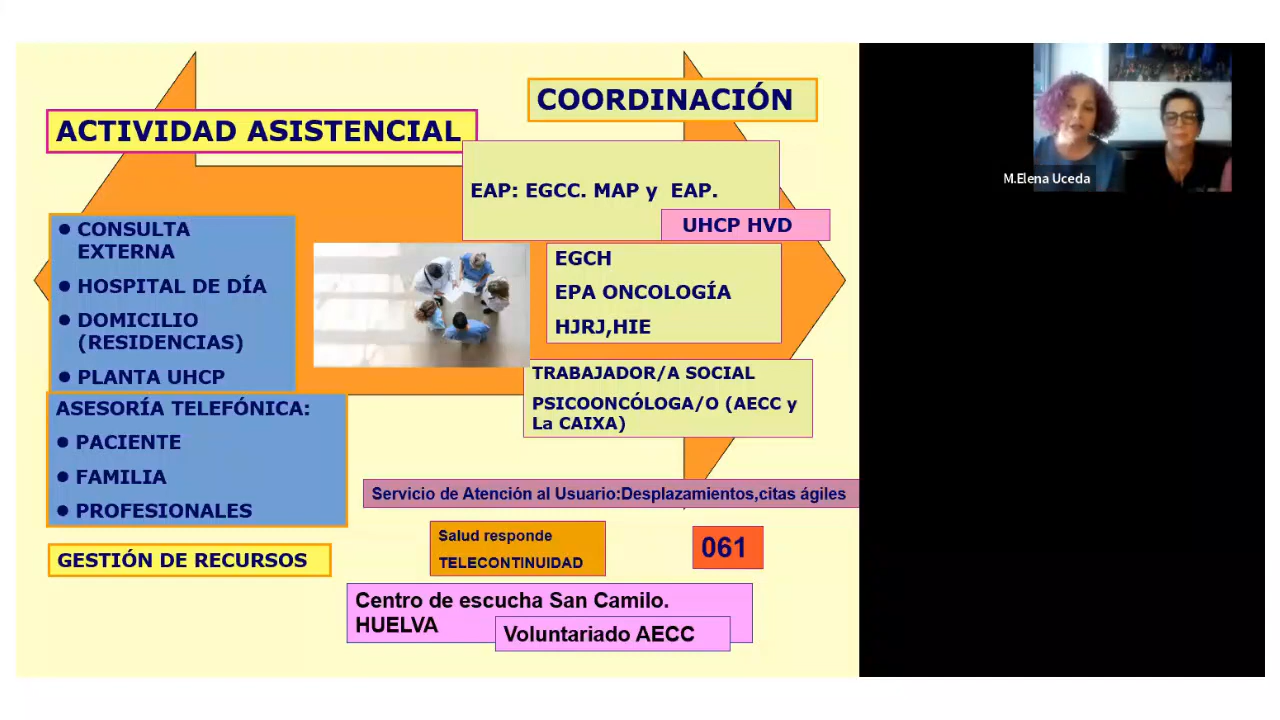 ACTIVIDAD ASISTENCIAL
● CONSULTA
EXTERNA
● HOSPITAL DE DÍA
● DOMICILIO
(RESIDENCIAS)
● PLANTA UHCP
ASESORÍA TELEFÓNICA:
● PACIENTE
● FAMILIA
● PROFESIONALES
GESTIÓN DE RECURSOS
COORDINACIÓN
EAP: EGCC. MAP y EAP.
UHCP HVD
EGCH
EPA ONCOLOGÍA
HJRJ,HIE
TRABAJADOR/A SOCIAL
PSICOONCÓLOGA/O (AECC y
La CAIXA)
Servicio de Atención al Usuario:Desplazamientos,citas ágiles
Salud responde
TELECONTINUIDAD
061
Centro de escucha San Camilo.
HUELVA
Voluntariado AECC
M.Elena Uceda